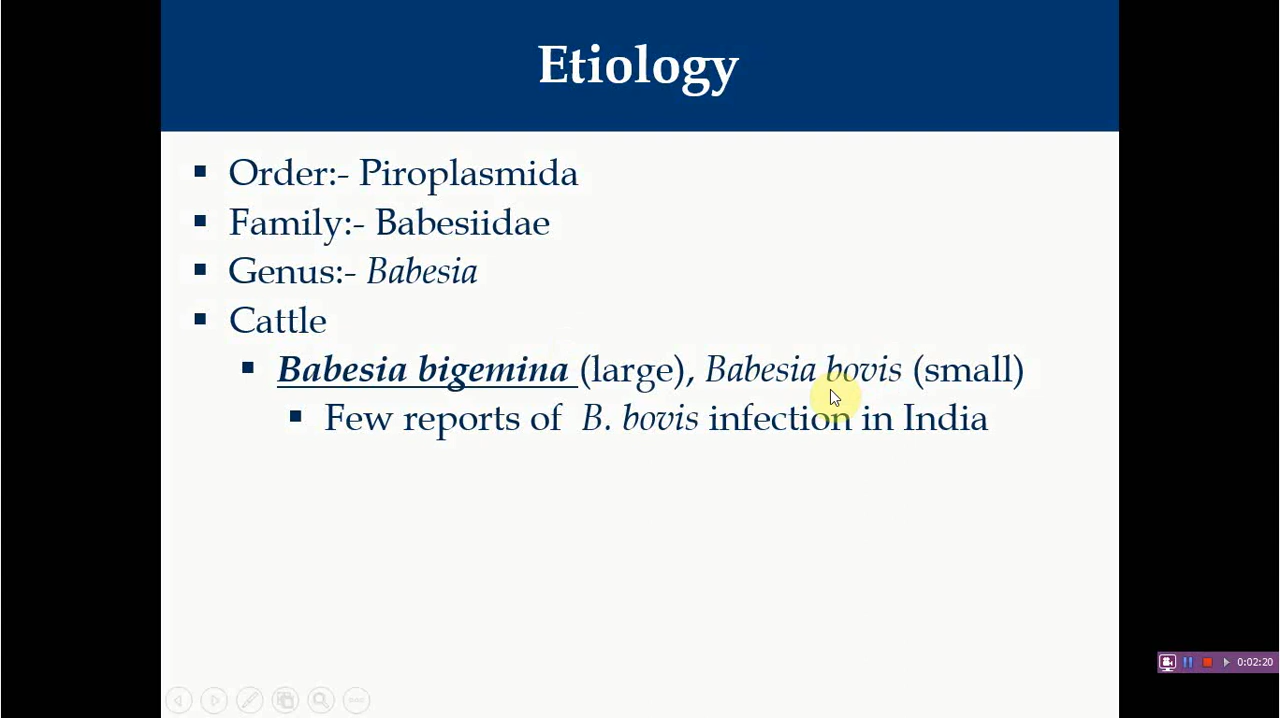 Etiology
Order:- Piroplasmida
Family:- Babesiidae
Genus:- Babesia
Cattle
Babesia bigemina (large), Babesia bovis (small)
Few reports of B. bovis infection in India
0:02:20